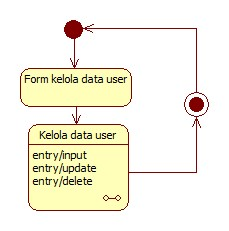 Form kelola data user
Kelola data user
entry/input
entry/update
entry/delete